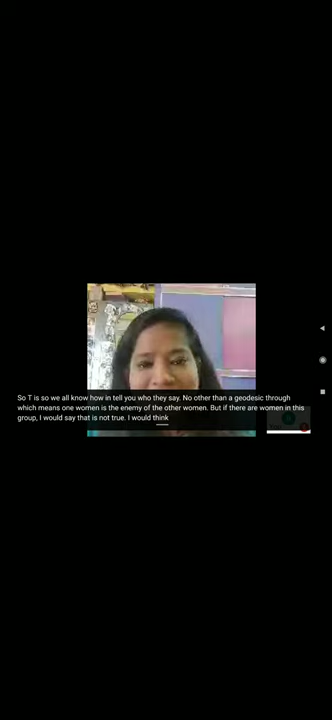 So T is so we all know how in tell you who they say. No other than a geodesic through
which means one women is the enemy of the other women. But if there are women in this
group, I would say that is not true. I would think